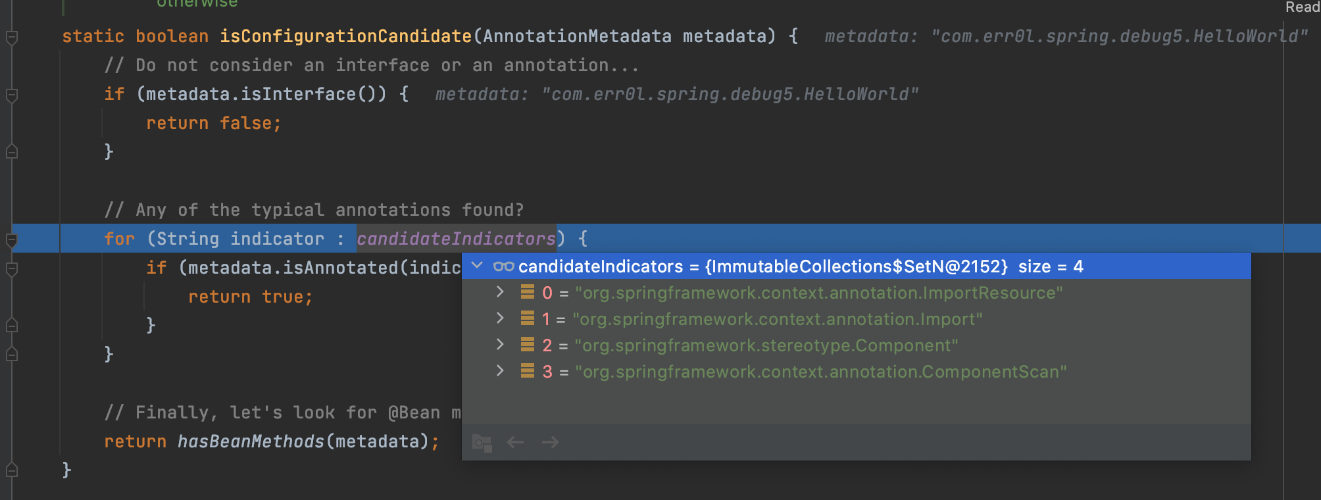 otherwise
Read
static boolean isConfigurationCandidate(AnnotationMetadata metadata) { metadata: "com.err0l.spring.debug5.HelloWorld"
// Do not consider an interface or an annotation...
if (metadata.isInterface()) { metadata: "com.err0l.spring.debug5.HelloWorld"
return false;
}
// Any of the typical annotations found?
for (String indicator : candidateIndicators) {
if (metadata.isAnnotated(indic
return true;
}
}
// Finally, let's look for @Bean m
return hasBeanMethods(metadata);
}
candidateIndicators = {ImmutableCollections$SetN@2152} size = 4
0 = "org.springframework.context.annotation.ImportResource"
1 = "org.springframework.context.annotation.Import"
2 = "org.springframework.stereotype.Component"
3 = "org.springframework.context.annotation.ComponentScan"